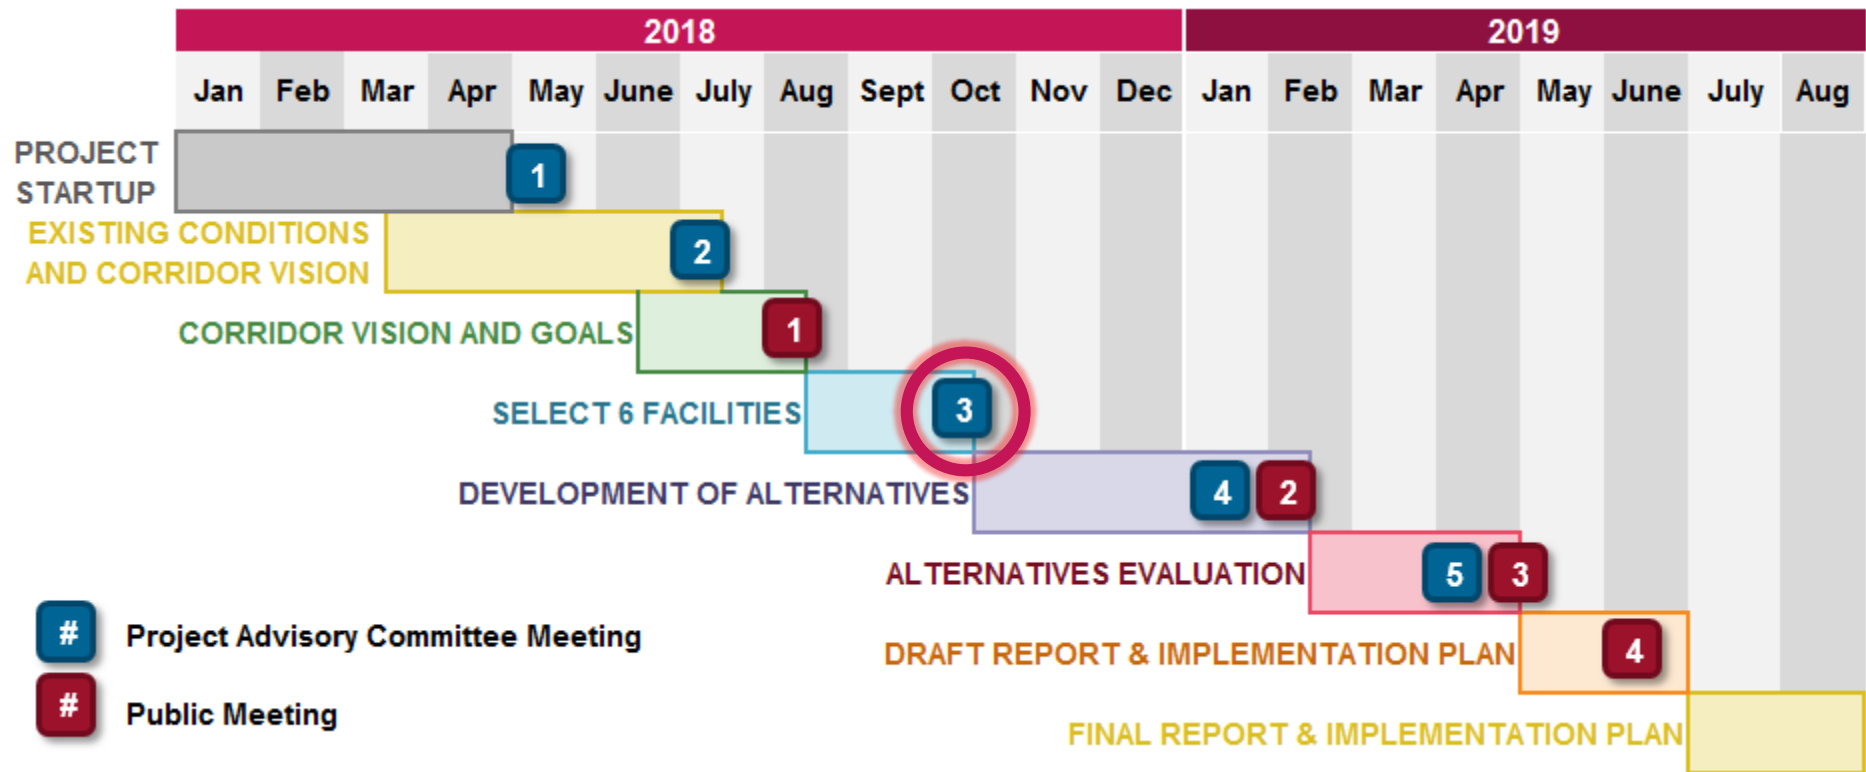 2018 2019
Jan Feb Mar Apr May June July Aug Sept Oct Nov Dec Jan Feb Mar Apr May June July Aug
PROJECT
STARTUP
1
EXISTING CONDITIONS
AND CORRIDOR VISION
2
CORRIDOR VISION AND GOALS
1
SELECT 6 FACILITIES
3
DEVELOPMENT OF ALTERNATIVES
4 2
ALTERNATIVES EVALUATION
5 3
DRAFT REPORT & IMPLEMENTATION PLAN
4
FINAL REPORT & IMPLEMENTATION PLAN
# Project Advisory Committee Meeting
# Public Meeting